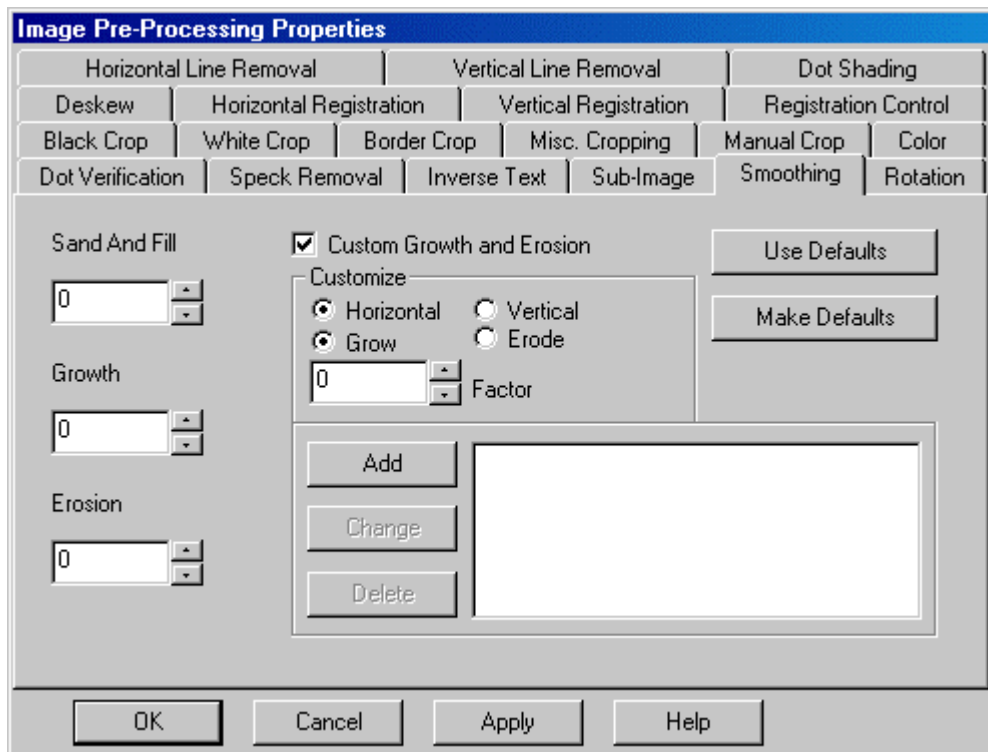 Image Pre-Processing Properties
Horizontal Line Removal Vertical Line Removal Dot Shading
Deskew Horizontal Registration Vertical Registration Registration Control
Black Crop White Crop Border Crop Misc. Cropping Manual Crop Color
Dot Verification Speck Removal Inverse Text Sub-Image Smoothing Rotation
Sand And Fill
0
Growth
0
Erosion
0
Custom Growth and Erosion
Customize
Horizontal Vertical
Grow Erode
0 Factor
Add
Change
Delete
Use Defaults
Make Defaults
OK Cancel Apply Help